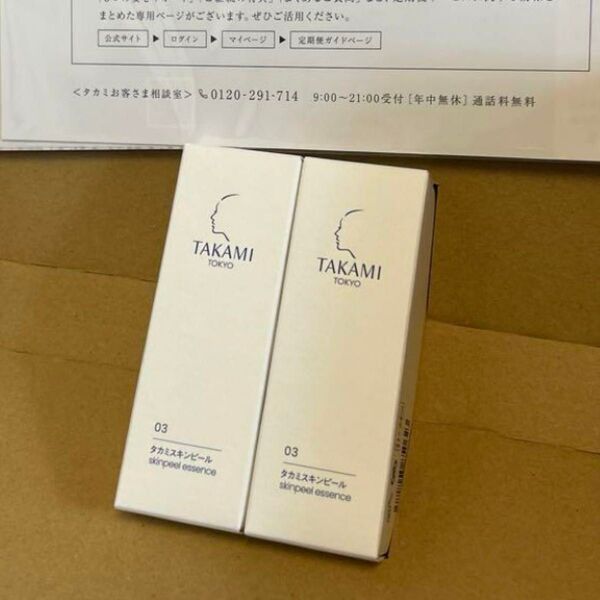 まとめた専用ページがございます。ぜひご活用ください。
公式サイト ▶ ログイン ▶ マイページ ▶ 定期便ガイドページ
<タカミお客さま相談室> 0120-291-714 9:00～21:00受付[年中無休]通話料無料
TAKAMI
TOKYO
03
タカミスキンピール
skinpeel essence
TAKAMI
TOKYO
03
タカミスキンピール
skinpeel essence